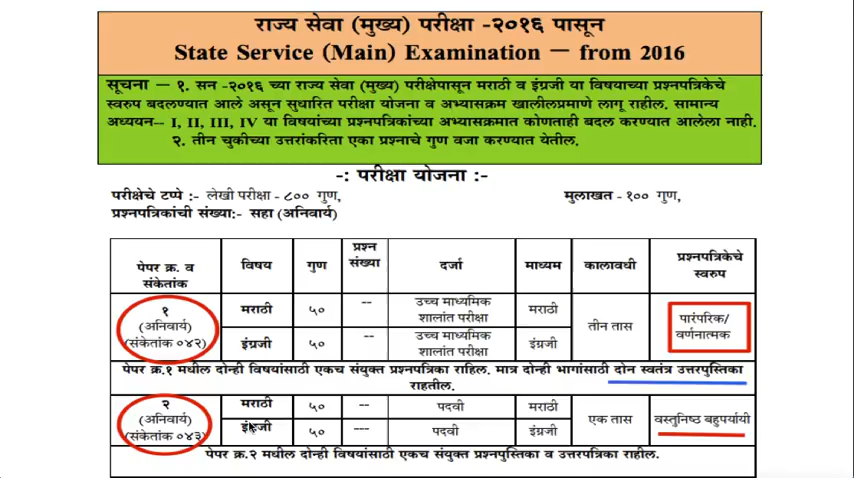 राज्य सेवा (मुख्य) परीक्षा -२०१६ पासून
State Service (Main) Examination – from 2016
सूचना – १. सन -२०१६ च्या राज्य सेवा (मुख्य) परीक्षेपासून मराठी व इंग्रजी या विषयाच्या प्रश्नपत्रिकेचे
स्वरुप बदलण्यात आले असून सुधारित परीक्षा योजना व अभ्यासक्रम खालीलप्रमाणे लागू राहील. सामान्य
अध्ययन– I, II, III, IV या विषयांच्या प्रश्नपत्रिकांच्या अभ्यासक्रमात कोणताही बदल करण्यात आलेला नाही.
२. तीन चुकीच्या उत्तरांकरिता एका प्रश्नाचे गुण वजा करण्यात येतील.
-: परीक्षा योजना :-
परीक्षेचे टप्पे :- लेखी परीक्षा - ८०० गुण, मुलाखत - १०० गुण,
प्रश्नपत्रिकांची संख्या:- सहा (अनिवार्य)
पेपर क्र. व संकेतांक विषय गुण प्रश्न संख्या दर्जा माध्यम कालावधी प्रश्नपत्रिकेचे स्वरुप
१ (अनिवार्य) (संकेतांक ०४२) मराठी ५० -- उच्च माध्यमिक शालांत परीक्षा मराठी तीन तास पारंपरिक/ वर्णनात्मक
इंग्रजी ५० -- उच्च माध्यमिक शालांत परीक्षा इंग्रजी
पेपर क्र.१ मधील दोन्ही विषयांसाठी एकच संयुक्त प्रश्नपत्रिका राहिल. मात्र दोन्ही भागांसाठी दोन स्वतंत्र उत्तरपुस्तिका
राहतील.
२ (अनिवार्य) (संकेतांक ०४३) मराठी ५० -- पदवी मराठी एक तास वस्तुनिष्ठ बहुपर्यायी
इंग्रजी ५० --- पदवी इंग्रजी
पेपर क्र.२ मधील दोन्ही विषयांसाठी एकच संयुक्त प्रश्नपुस्तिका व उत्तरपत्रिका राहील.